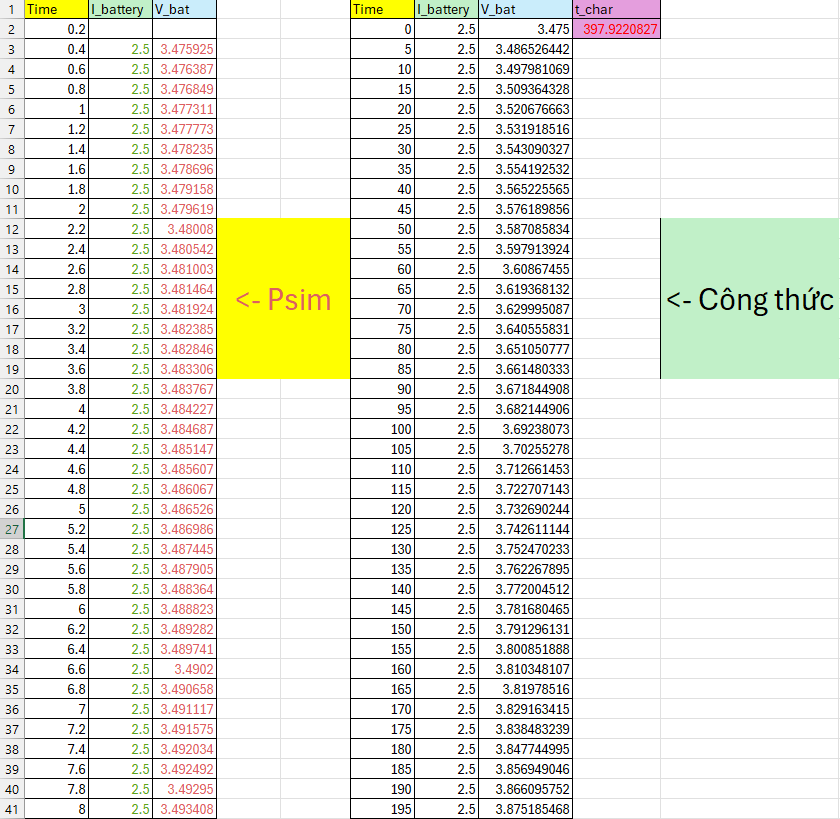 1 Time I_battery V_bat Time I_battery V_bat t_char
2 0.2 0 2.5 3.475 397.9220827
3 0.4 2.5 3.475925 5 2.5 3.486526442
4 0.6 2.5 3.476387 10 2.5 3.497981069
5 0.8 2.5 3.476849 15 2.5 3.509364328
6 1 2.5 3.477311 20 2.5 3.520676663
7 1.2 2.5 3.477773 25 2.5 3.531918516
8 1.4 2.5 3.478235 30 2.5 3.543090327
9 1.6 2.5 3.478696 35 2.5 3.554192532
10 1.8 2.5 3.479158 40 2.5 3.565225565
11 2 2.5 3.479619 45 2.5 3.576189856
12 2.2 2.5 3.48008 50 2.5 3.587085834
13 2.4 2.5 3.480542 55 2.5 3.597913924
14 2.6 2.5 3.481003 60 2.5 3.60867455
15 2.8 2.5 3.481464 65 2.5 3.619368132
16 3 2.5 3.481924 <- Psim 70 2.5 3.629995087 <- Công thức
17 3.2 2.5 3.482385 75 2.5 3.640555831
18 3.4 2.5 3.482846 80 2.5 3.651050777
19 3.6 2.5 3.483306 85 2.5 3.661480333
20 3.8 2.5 3.483767 90 2.5 3.671844908
21 4 2.5 3.484227 95 2.5 3.682144906
22 4.2 2.5 3.484687 100 2.5 3.69238073
23 4.4 2.5 3.485147 105 2.5 3.70255278
24 4.6 2.5 3.485607 110 2.5 3.712661453
25 4.8 2.5 3.486067 115 2.5 3.722707143
26 5 2.5 3.486526 120 2.5 3.732690244
27 5.2 2.5 3.486986 125 2.5 3.742611144
28 5.4 2.5 3.487445 130 2.5 3.752470233
29 5.6 2.5 3.487905 135 2.5 3.762267895
30 5.8 2.5 3.488364 140 2.5 3.772004512
31 6 2.5 3.488823 145 2.5 3.781680465
32 6.2 2.5 3.489282 150 2.5 3.791296131
33 6.4 2.5 3.489741 155 2.5 3.800851888
34 6.6 2.5 3.4902 160 2.5 3.810348107
35 6.8 2.5 3.490658 165 2.5 3.81978516
36 7 2.5 3.491117 170 2.5 3.829163415
37 7.2 2.5 3.491575 175 2.5 3.838483239
38 7.4 2.5 3.492034 180 2.5 3.847744995
39 7.6 2.5 3.492492 185 2.5 3.856949046
40 7.8 2.5 3.49295 190 2.5 3.866095752
41 8 2.5 3.493408 195 2.5 3.875185468